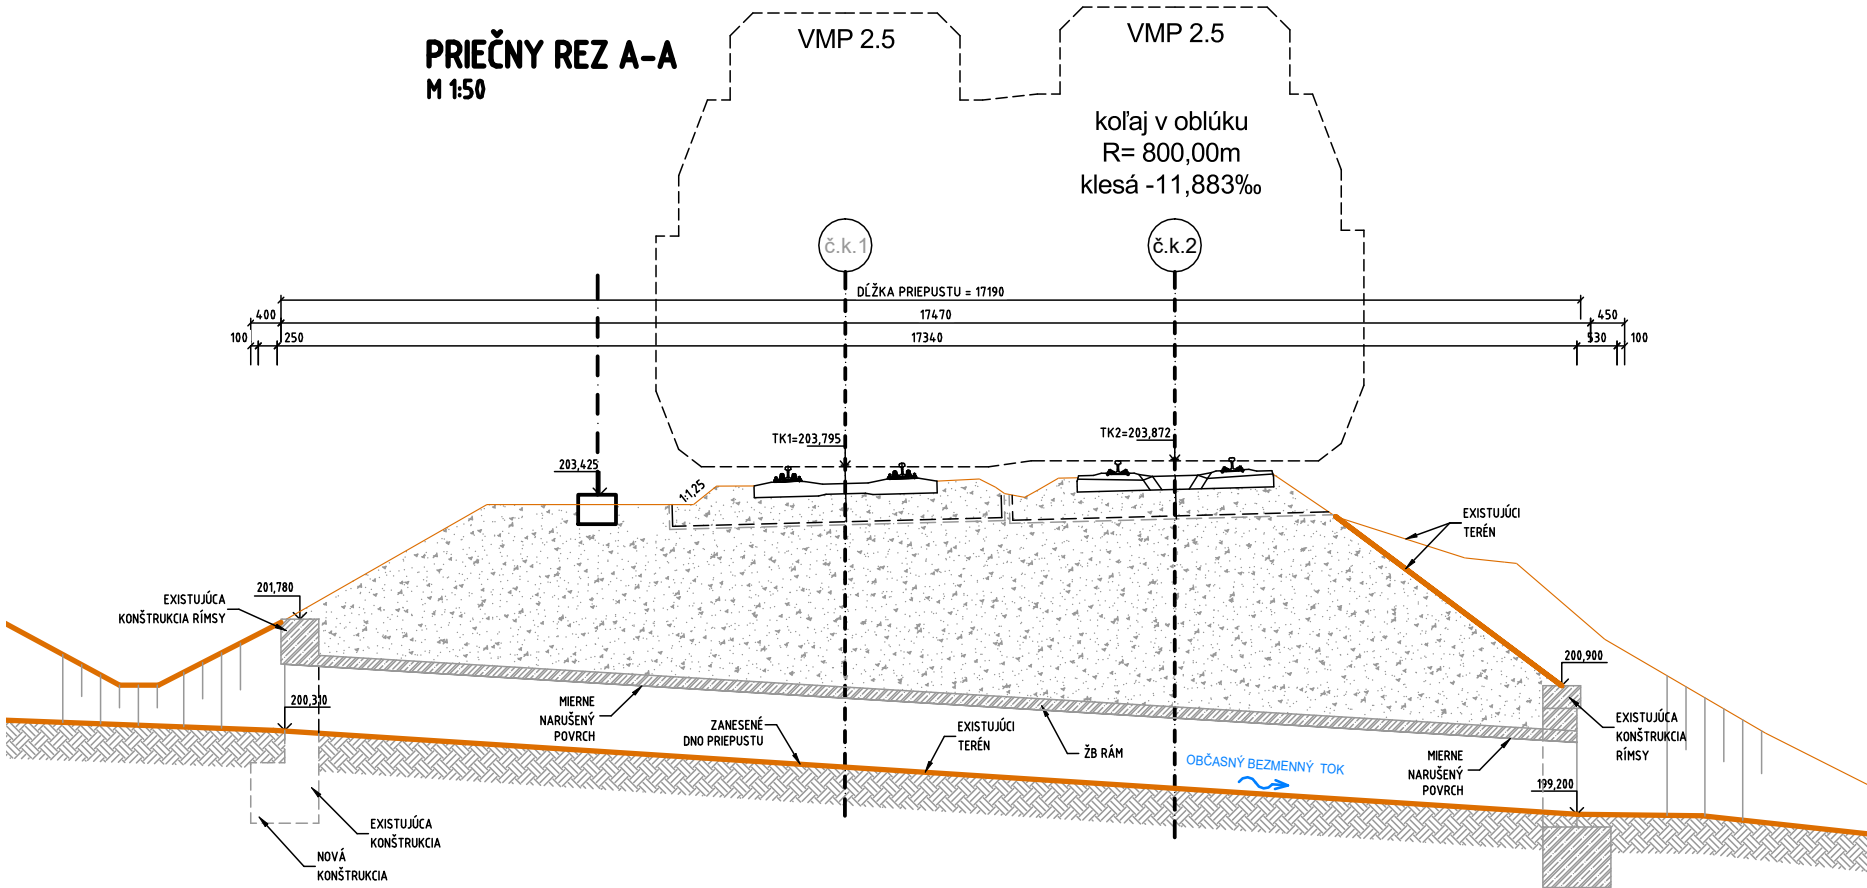 PRIEČNY REZ A-A
M 1:50
VMP 2.5
VMP 2.5
koľaj v oblúku
R= 800,00m
klesá -11,883‰
č.k.1
č.k.2
DĹŽKA PRIEPUSTU = 17190
400
17470
450
100
250
17340
530
100
TK1=203,795
TK2=203,872
203,425
1:1,25
EXISTUJÚCI
TERÉN
201,780
EXISTUJÚCA
KONŠTRUKCIA RÍMSY
200,900
200,310
MIERNE
NARUŠENÝ
POVRCH
ZANESENÉ
DNO PRIEPUSTU
EXISTUJÚCI
TERÉN
ŽB RÁM
OBČASNÝ BEZMENNÝ TOK
MIERNE
NARUŠENÝ
POVRCH
EXISTUJÚCA
KONŠTRUKCIA
RÍMSY
199,200
EXISTUJÚCA
KONŠTRUKCIA
NOVÁ
KONŠTRUKCIA